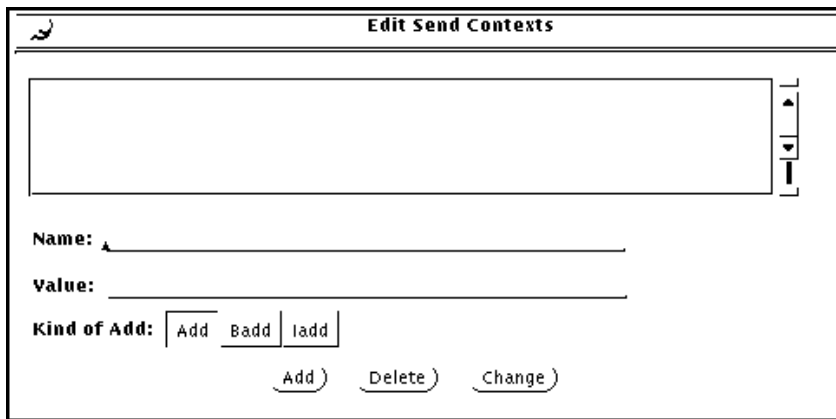 Edit Send Contexts
Name:
Value:
Kind of Add: Add Badd Iadd
Add Delete Change